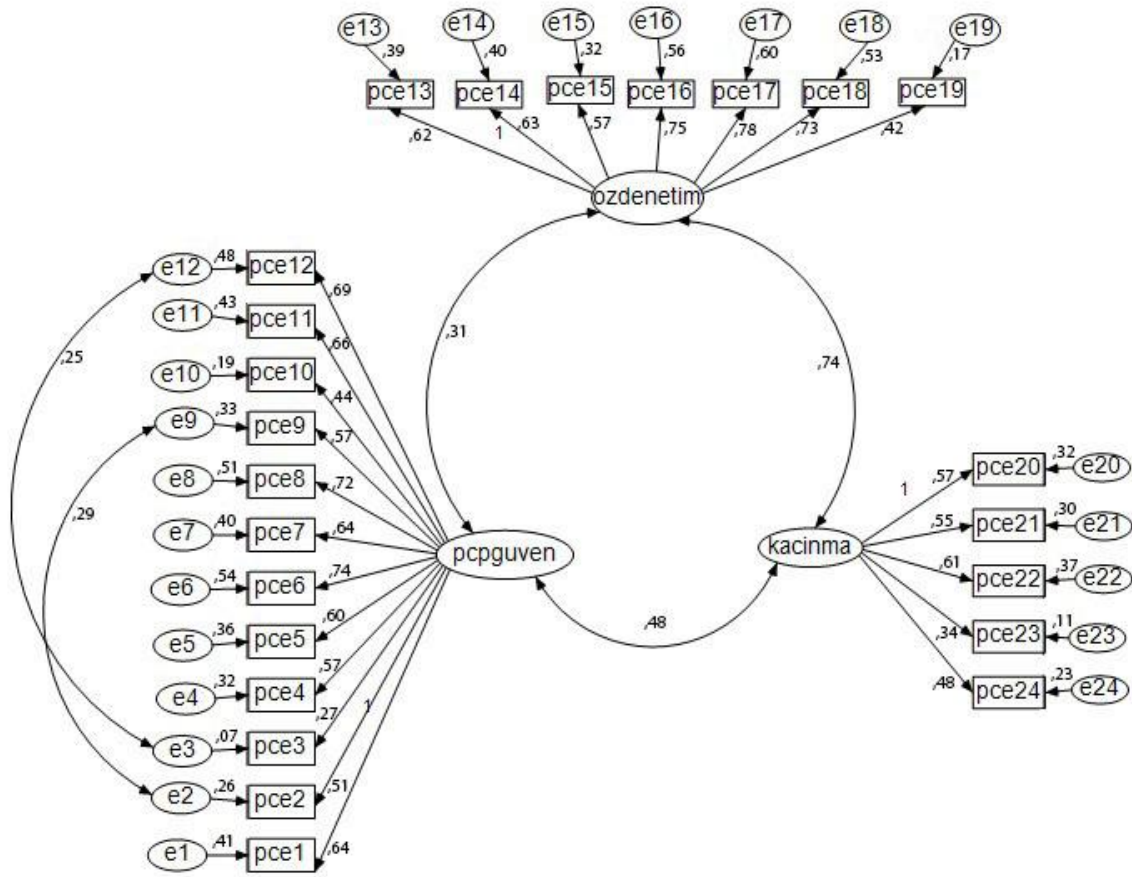 e13 e14 e15 e16 e17 e18 e19
,39 ,40 ,32 ,56 ,60 ,53 ,17
pce13 pce14 pce15 pce16 pce17 pce18 pce19
,62 1 ,63 ,57 ,75 ,78 ,73 ,42
ozdenetim
,31
,74
e12 ,48 pce12 ,69
e11 ,43 pce11 ,66
,25
e10 ,19 pce10 ,44
e9 ,33 pce9 ,57
e8 ,51 pce8 ,72
,29
e7 ,40 pce7 ,64
e6 ,54 pce6 ,74
e5 ,36 pce5 ,60
e4 ,32 pce4 ,57
e3 ,07 pce3 ,27
e2 ,26 pce2 1 ,51
e1 ,41 pce1 ,64
pcpguven
,48
kacinma
1 ,57 pce20 ,32 e20
,55 pce21 ,30 e21
,61 pce22 ,37 e22
,34 pce23 ,11 e23
,48 pce24 ,23 e24